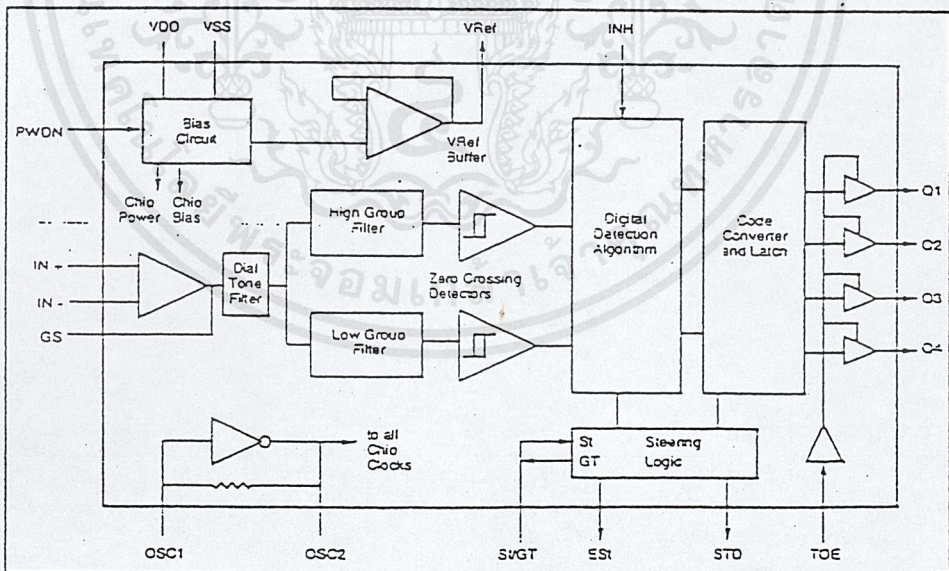 VDD VSS VRef INH
PWDN
Bias
Circuit
VRef
Buffer
Chip
Power
Chip
Bias
High Group
Filter
Digital
Detection
Algorithm
Code
Converter
and Latch
Q1
Q2
Q3
Q4
IN +
IN -
GS
Dial
Tone
Filter
Zero Crossing
Detectors
Low Group
Filter
to all
Chip
Clocks
St
GT
Steering
Logic
OSC1 OSC2 St/GT ESt STD TOE